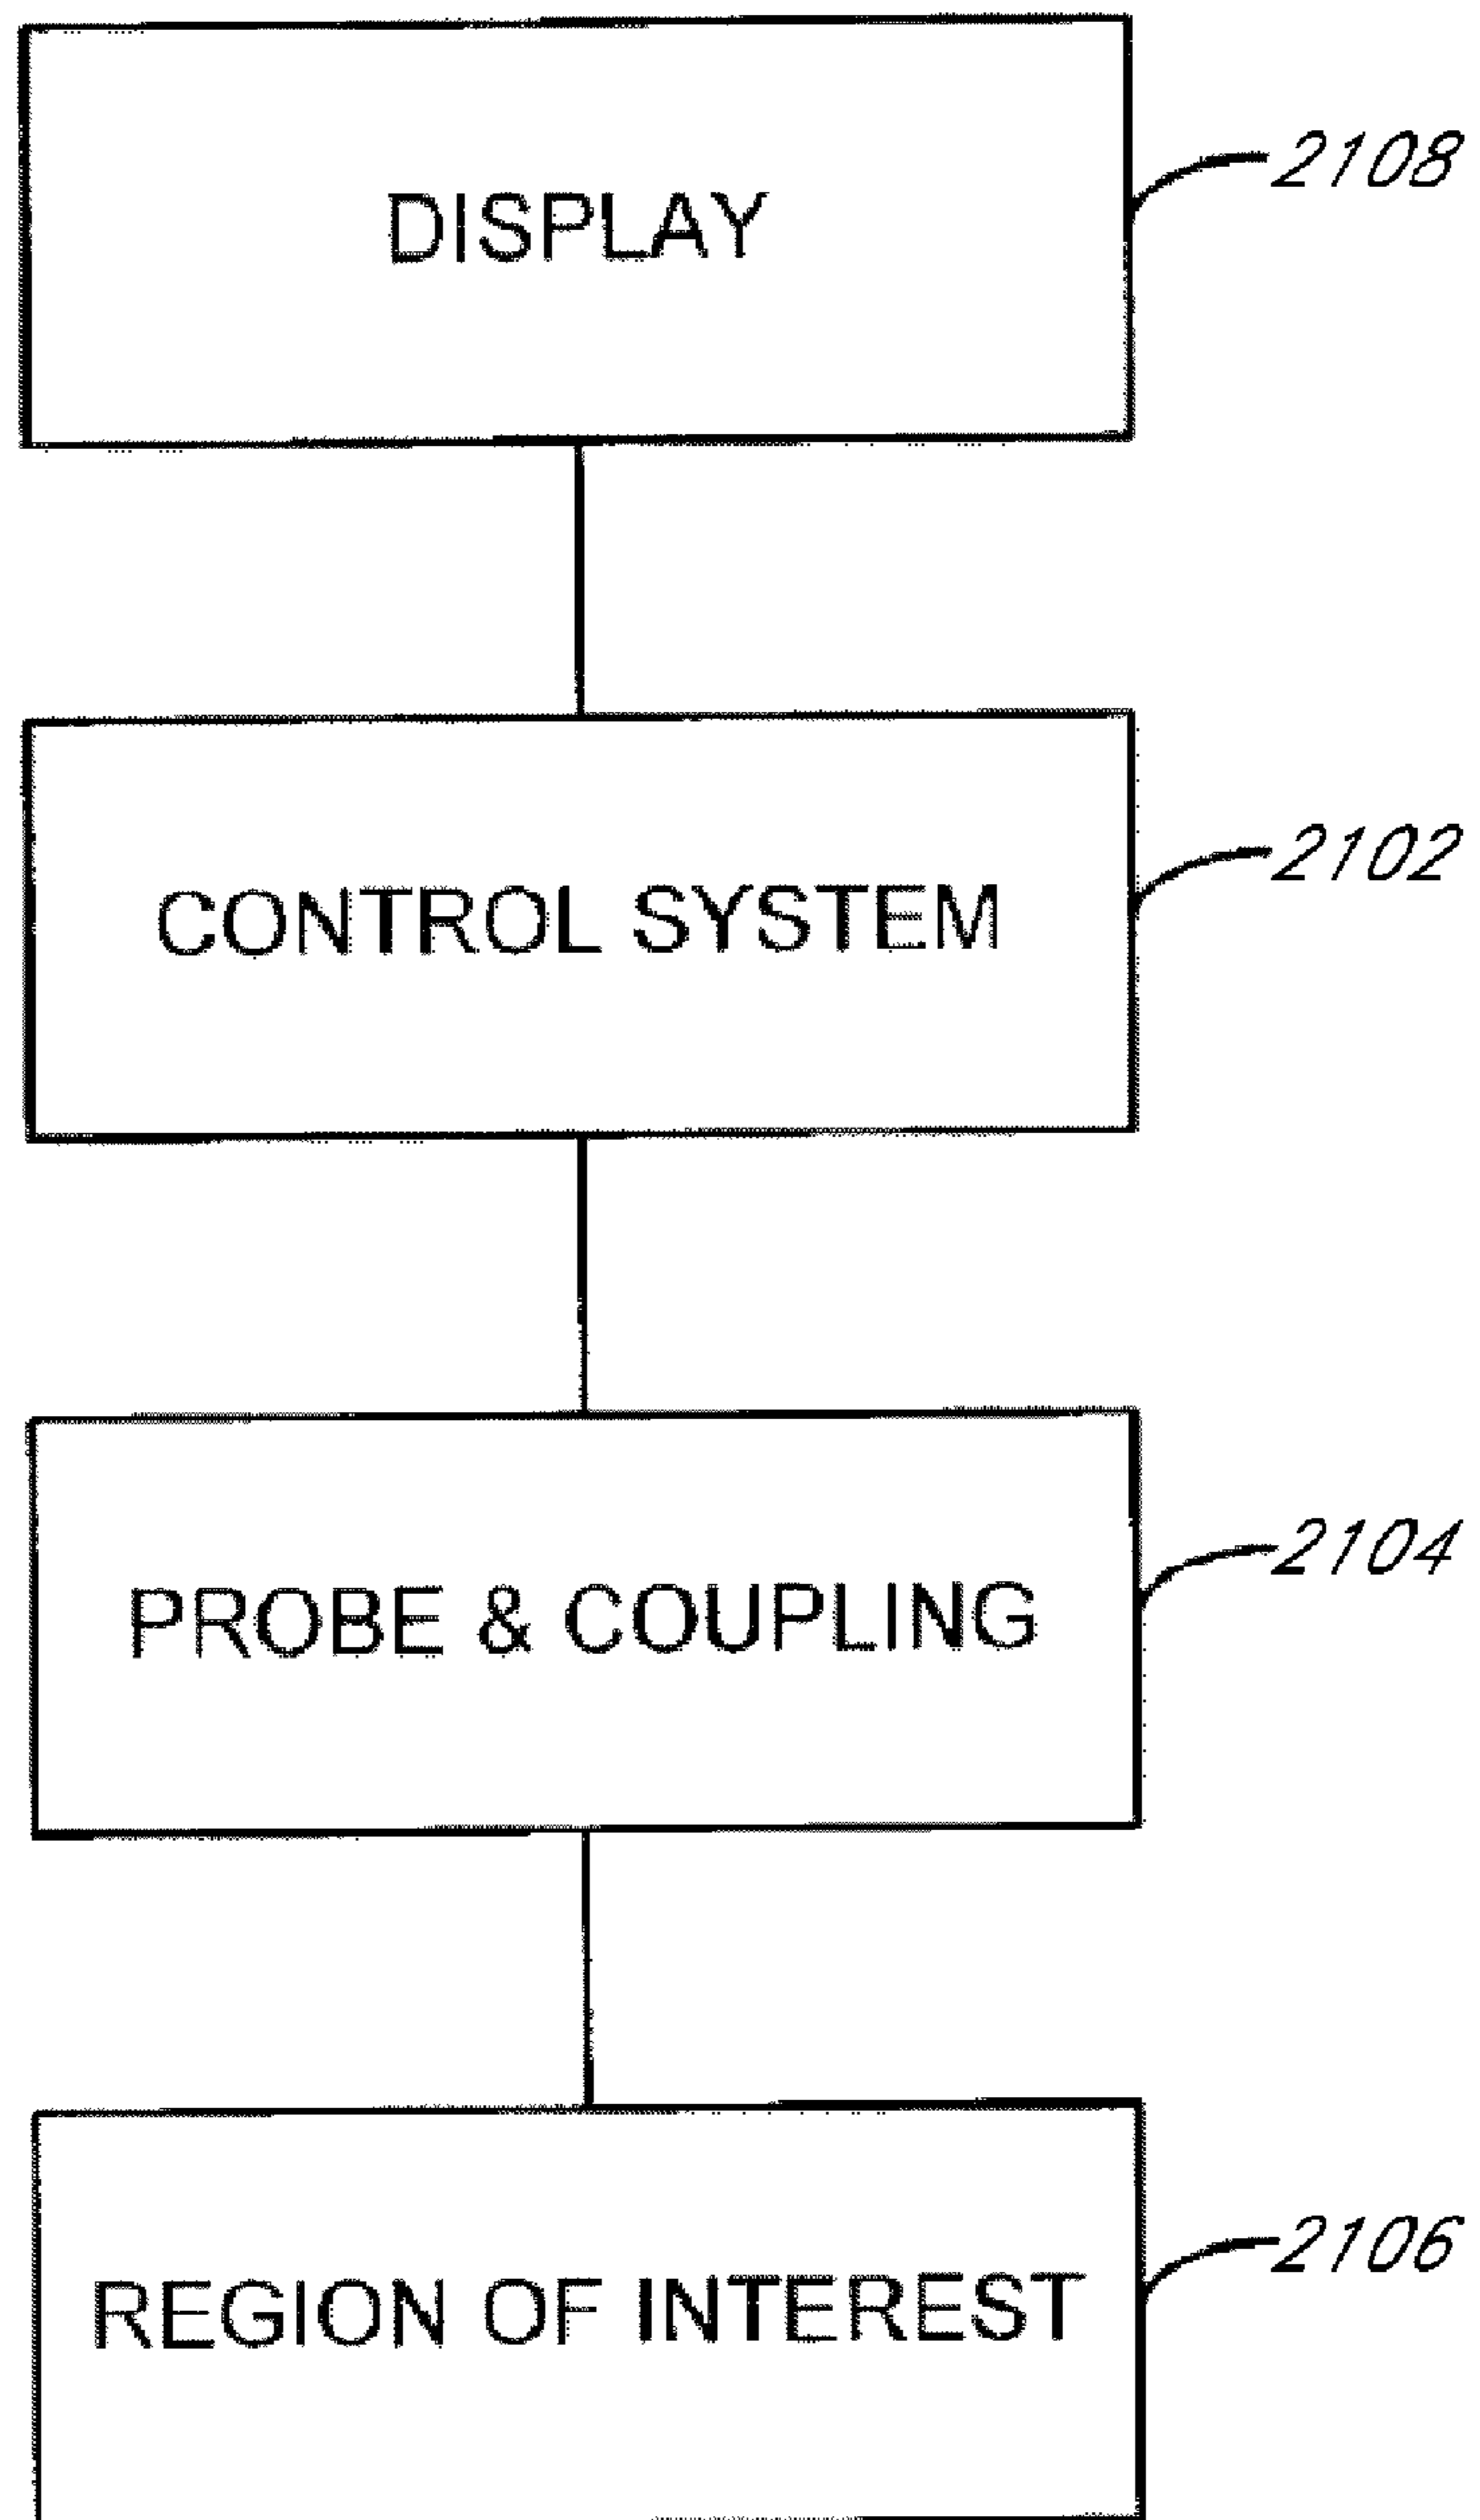 DISPLAY
2108
CONTROL SYSTEM
2102
PROBE & COUPLING
2104
REGION OF INTEREST
2106